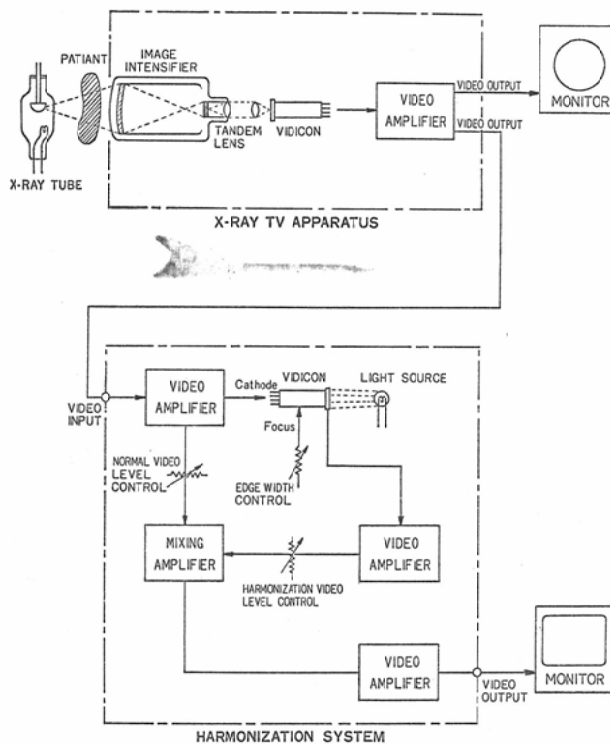 PATIANT
IMAGE
INTENSIFIER
X-RAY TUBE
TANDEM
LENS
VIDICON
VIDEO
AMPLIFIER
VIDEO OUTPUT
VIDEO OUTPUT
MONITOR
X-RAY TV APPARATUS
VIDEO
INPUT
VIDEO
AMPLIFIER
Cathode
VIDICON
LIGHT SOURCE
Focus
NORMAL VIDEO
LEVEL
CONTROL
EDGE WIDTH
CONTROL
MIXING
AMPLIFIER
HARMONIZATION VIDEO
LEVEL CONTROL
VIDEO
AMPLIFIER
VIDEO
AMPLIFIER
VIDEO
OUTPUT
MONITOR
HARMONIZATION SYSTEM